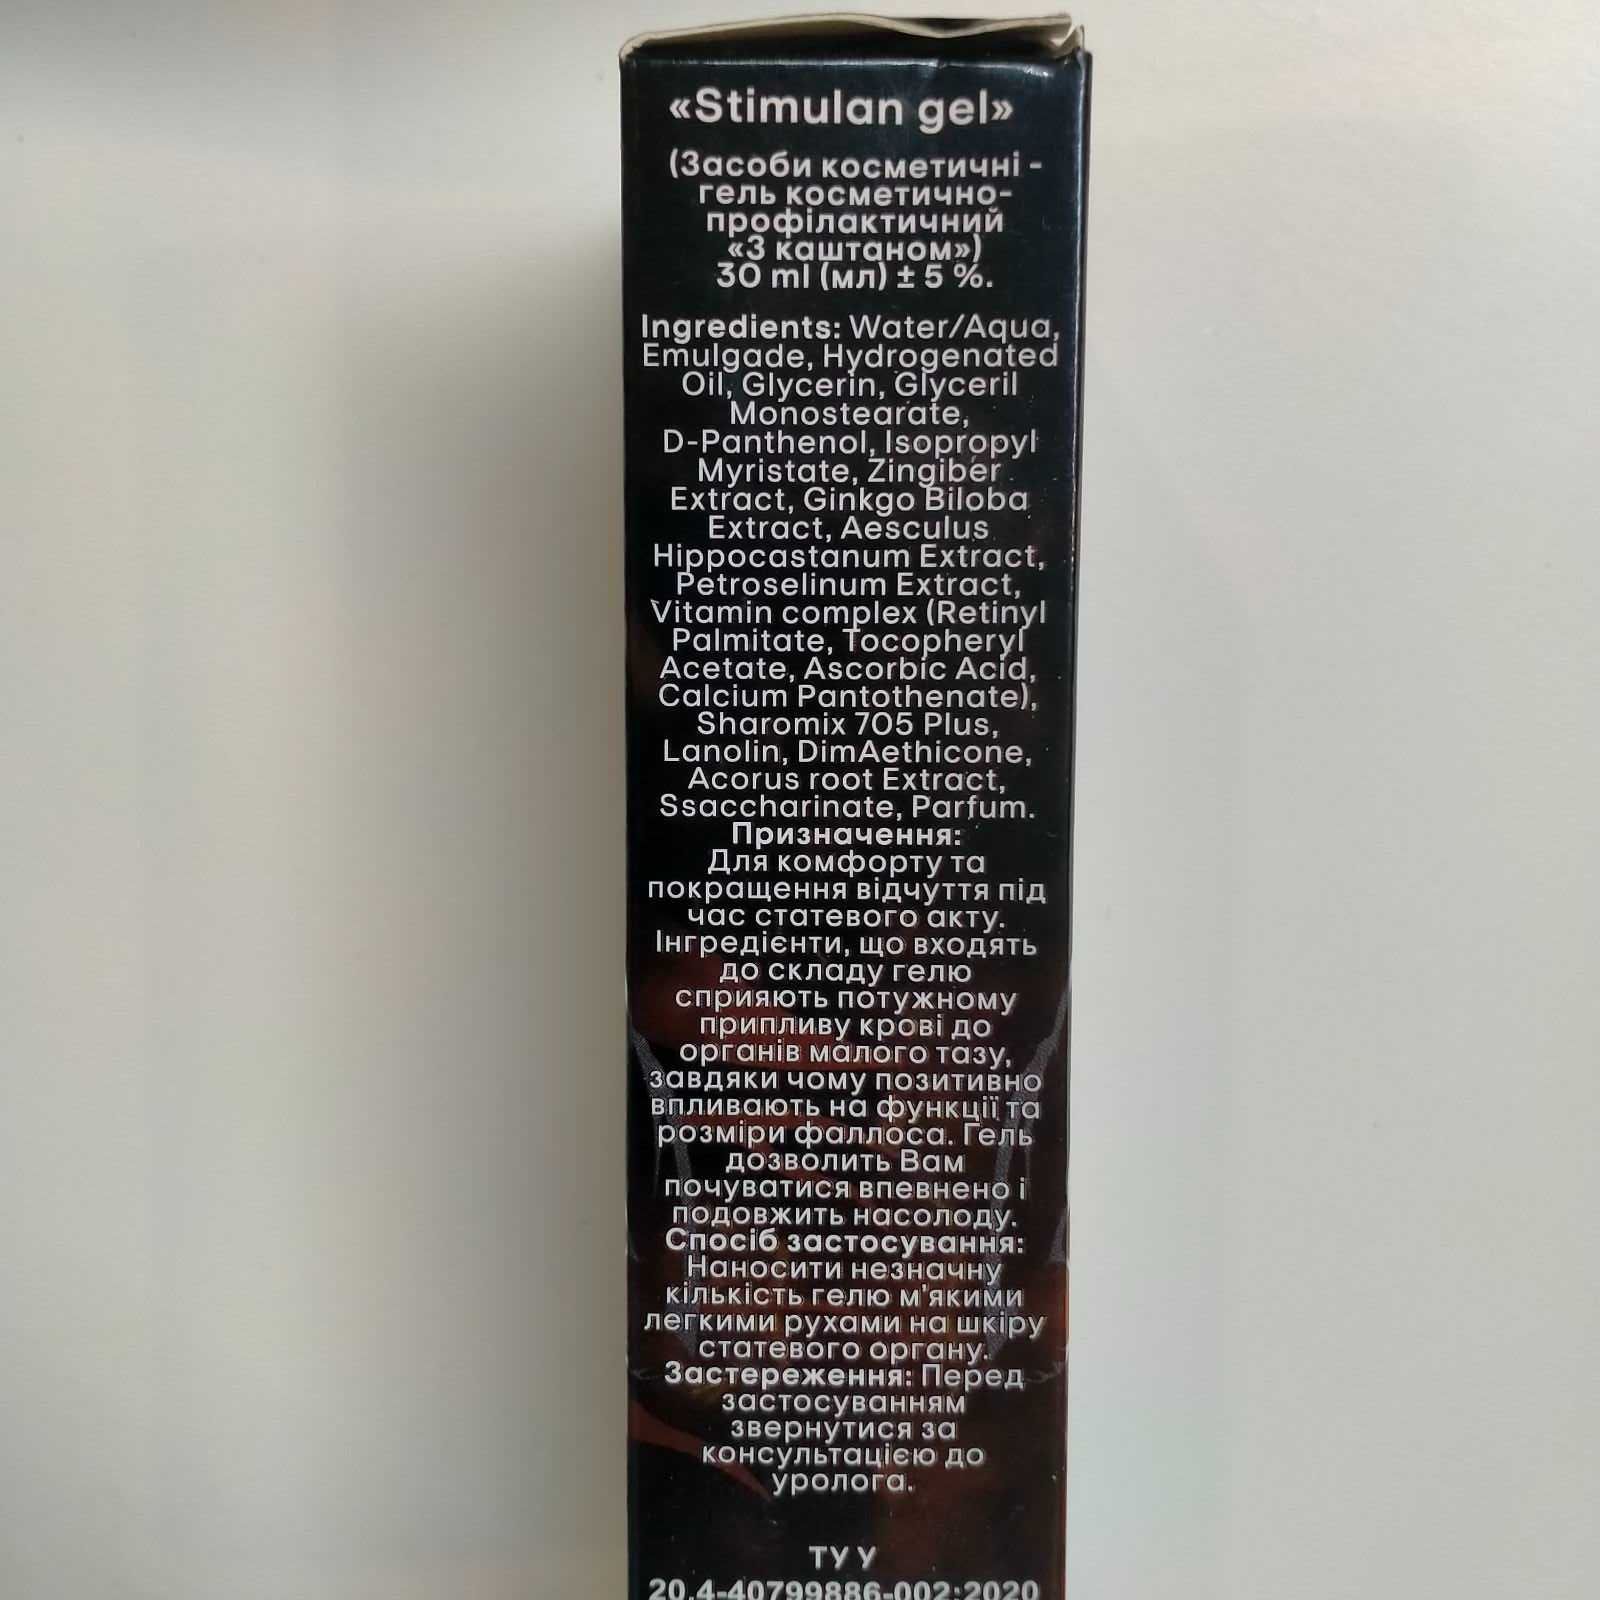 «Stimulan gel»
(Засоби косметичні -
гель косметично-
профілактичний
«З каштаном»)
30 ml (мл) ± 5 %.
Ingredients: Water/Aqua,
Emulgade, Hydrogenated
Oil, Glycerin, Glyceril
Monostearate,
D-Panthenol, Isopropyl
Myristate, Zingiber
Extract, Ginkgo Biloba
Extract, Aesculus
Hippocastanum Extract,
Petroselinum Extract,
Vitamin complex (Retinyl
Palmitate, Tocopheryl
Acetate, Ascorbic Acid,
Calcium Pantothenate),
Sharomix 705 Plus,
Lanolin, DimAethicone,
Acorus root Extract,
Ssaccharinate, Parfum.
Призначення:
Для комфорту та
покращення відчуття під
час статевого акту.
Інгредієнти, що входять
до складу гелю
сприяють потужному
припливу крові до
органів малого тазу,
завдяки чому позитивно
впливають на функції та
розміри фаллоса. Гель
дозволить Вам
почуватися впевнено і
подовжить насолоду.
Спосіб застосування:
Наносити незначну
кількість гелю м'якими
легкими рухами на шкіру
статевого органу.
Застереження: Перед
застосуванням
звернутися за
консультацією до
уролога.
ТУ У
20.4-40799886-002:2020